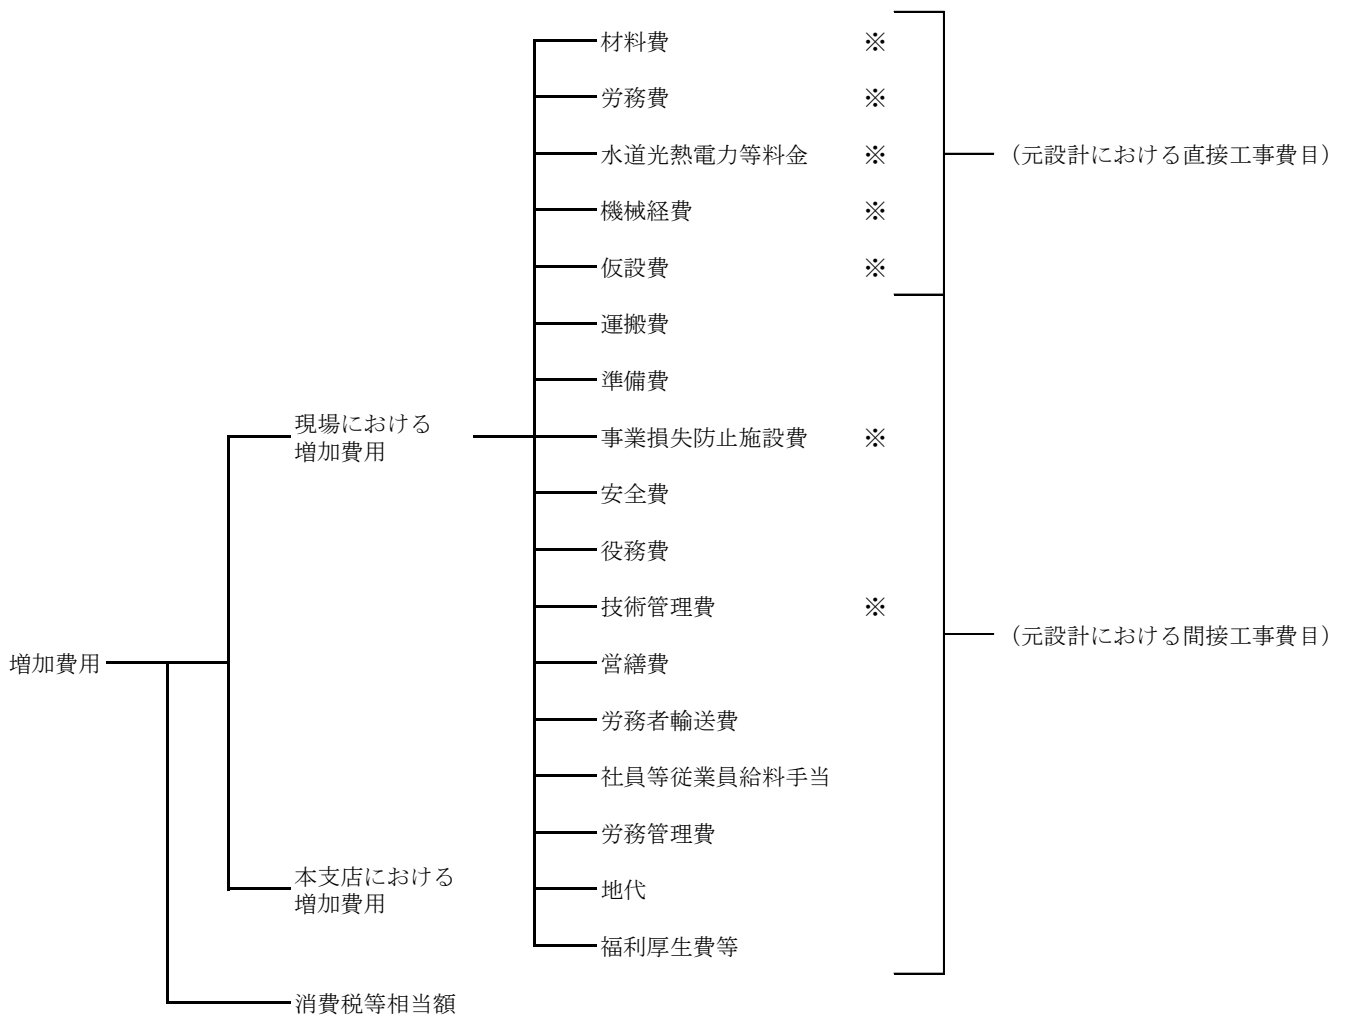 材料費 ※
労務費 ※
水道光熱電力等料金 ※
(元設計における直接工事費目)
機械経費 ※
仮設費 ※
運搬費
準備費
現場における
増加費用
事業損失防止施設費 ※
安全費
役務費
技術管理費 ※
(元設計における間接工事費目)
増加費用
営繕費
労務者輸送費
社員等従業員給料手当
労務管理費
本支店における
増加費用
地代
福利厚生費等
消費税等相当額